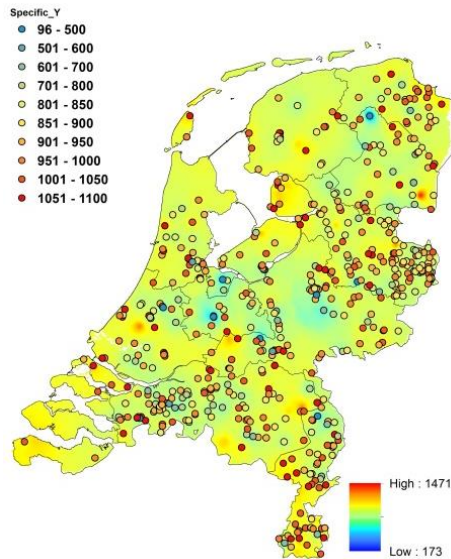 Specific_Y
96 - 500
501 - 600
601 - 700
701 - 800
801 - 850
851 - 900
901 - 950
951 - 1000
1001 - 1050
1051 - 1100
High : 1471
Low : 173